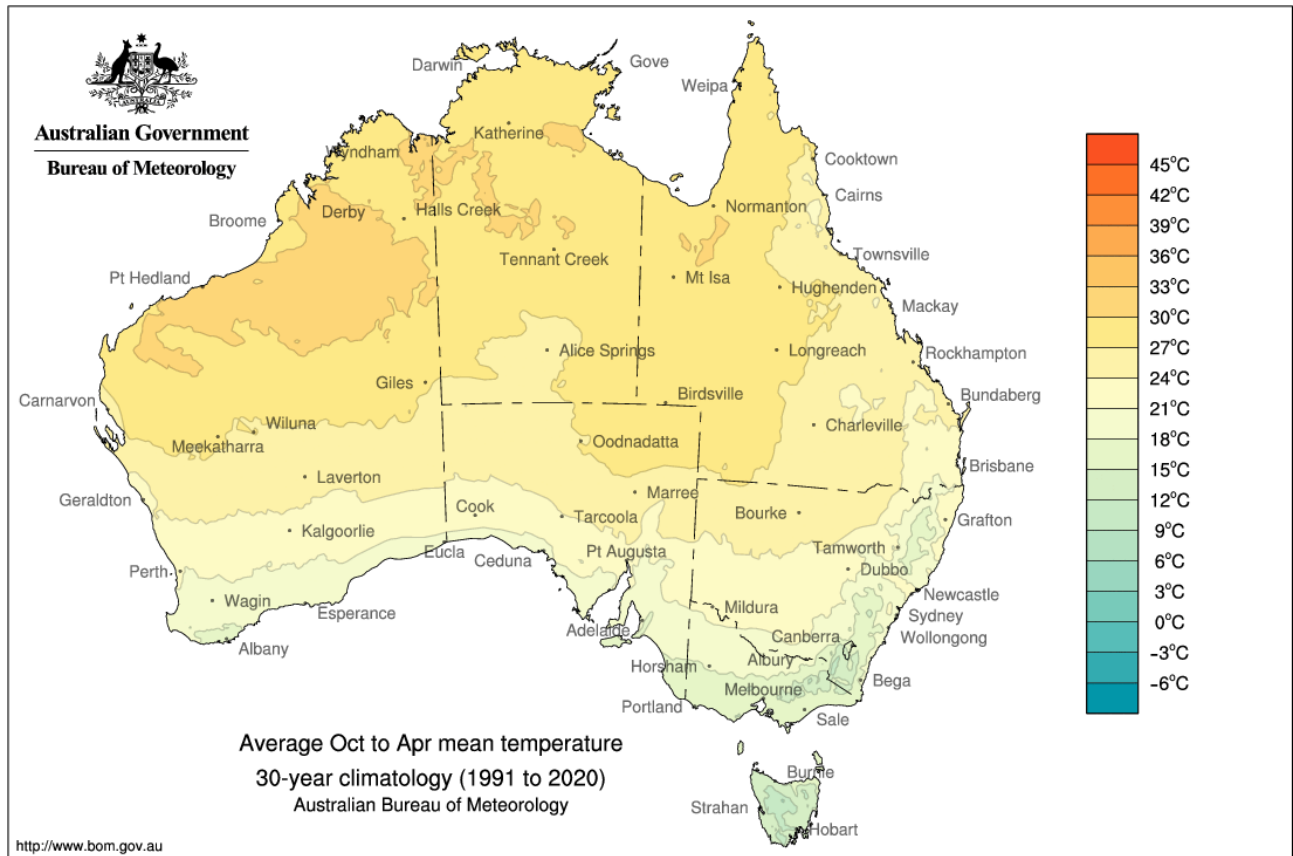 Australian Government
Bureau of Meteorology
AUSTRALIA
Darwin
Gove
Weipa
Katherine
Wyndham
Cooktown
Cairns
Derby
Halls Creek
Normanton
Broome
Tennant Creek
Townsville
Pt Hedland
Mt Isa
Hughenden
Mackay
Alice Springs
Longreach
Rockhampton
Giles
Birdsville
Bundaberg
Carnarvon
Wiluna
Meekatharra
Oodnadatta
Charleville
Brisbane
Laverton
Marree
Geraldton
Cook
Tarcoola
Bourke
Grafton
Kalgoorlie
Eucla
Ceduna
Pt Augusta
Tamworth
Perth
Dubbo
Wagin
Esperance
Mildura
Newcastle
Sydney
Adelaide
Canberra
Wollongong
Albany
Horsham
Albury
Melbourne
Bega
Portland
Sale
Burnie
Strahan
Hobart
45°C
42°C
39°C
36°C
33°C
30°C
27°C
24°C
21°C
18°C
15°C
12°C
9°C
6°C
3°C
0°C
-3°C
-6°C
Average Oct to Apr mean temperature
30-year climatology (1991 to 2020)
Australian Bureau of Meteorology
http://www.bom.gov.au